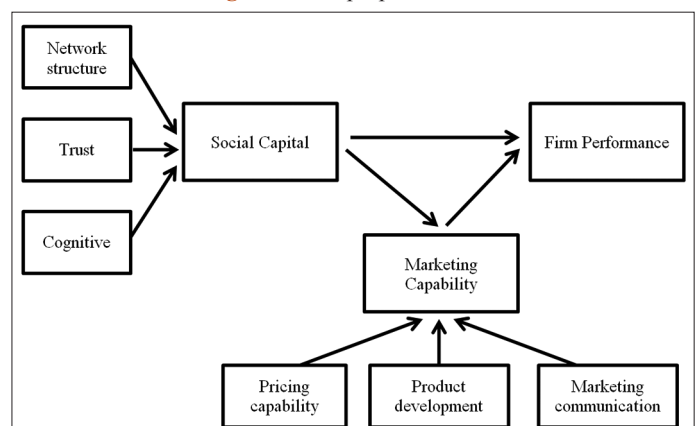 Network
structure
Social Capital
Firm Performance
Trust
Cognitive
Marketing
Capability
Pricing
capability
Product
development
Marketing
communication